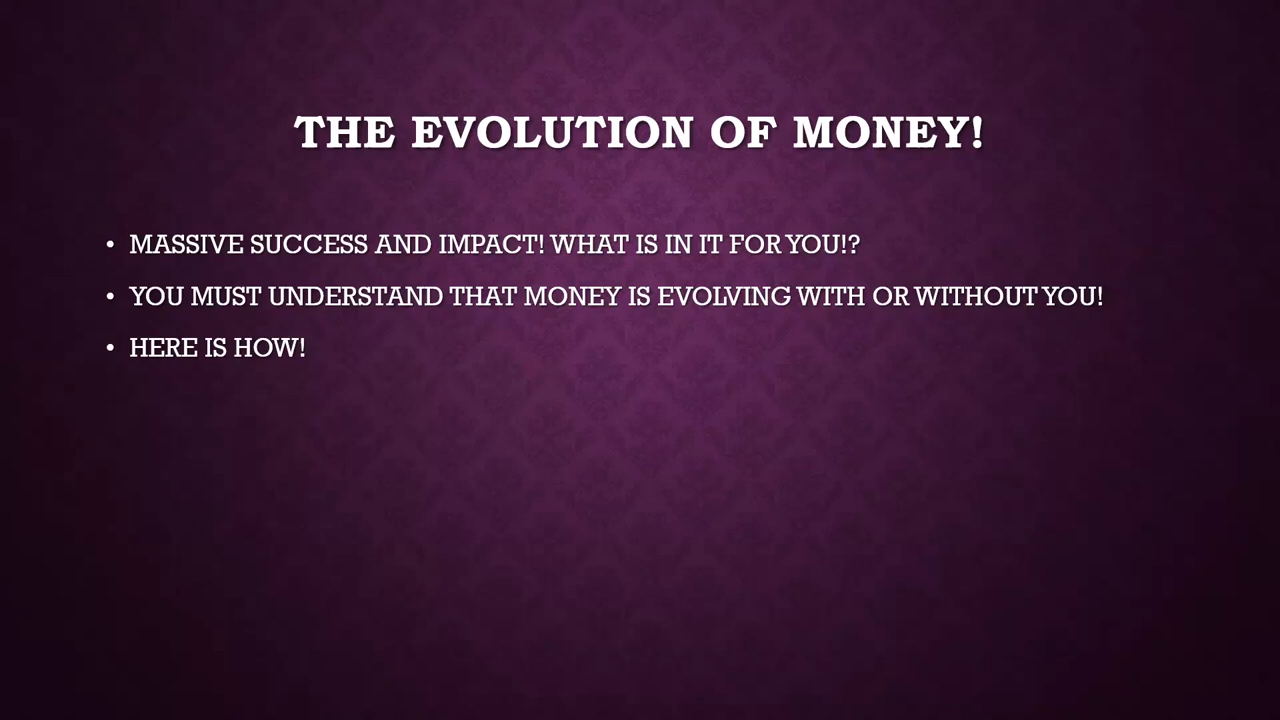 THE EVOLUTION OF MONEY!
• MASSIVE SUCCESS AND IMPACT! WHAT IS IN IT FOR YOU!?
• YOU MUST UNDERSTAND THAT MONEY IS EVOLVING WITH OR WITHOUT YOU!
• HERE IS HOW!